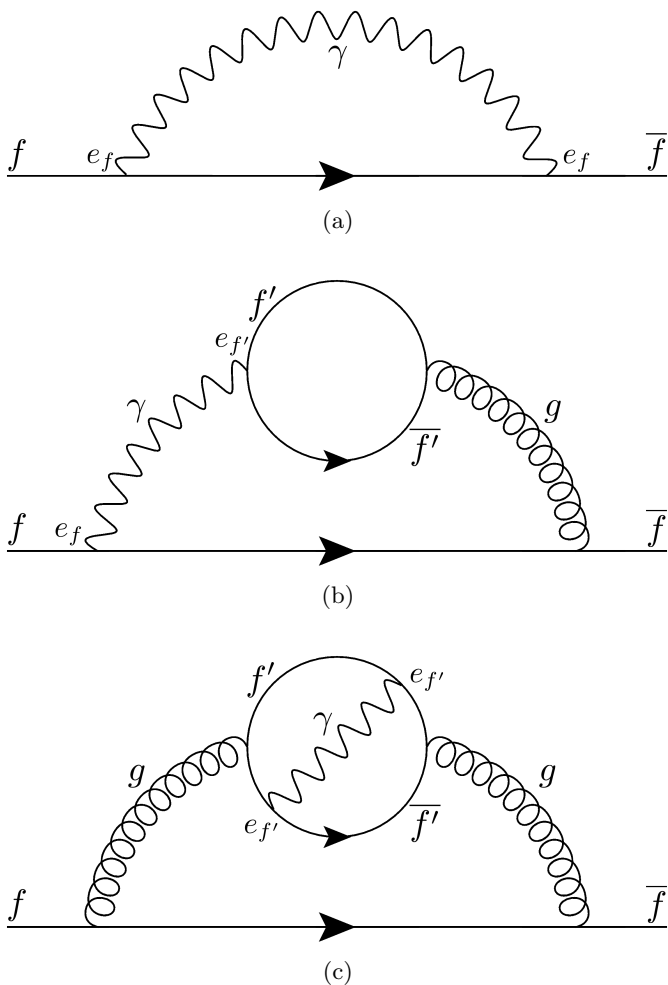 γ
f e_f e_f f̅
(a)
f′
e_{f′}
γ g
f̅′
f e_f f̅
(b)
f′ e_{f′}
γ
g g
e_{f′} f̅′
f f̅
(c)